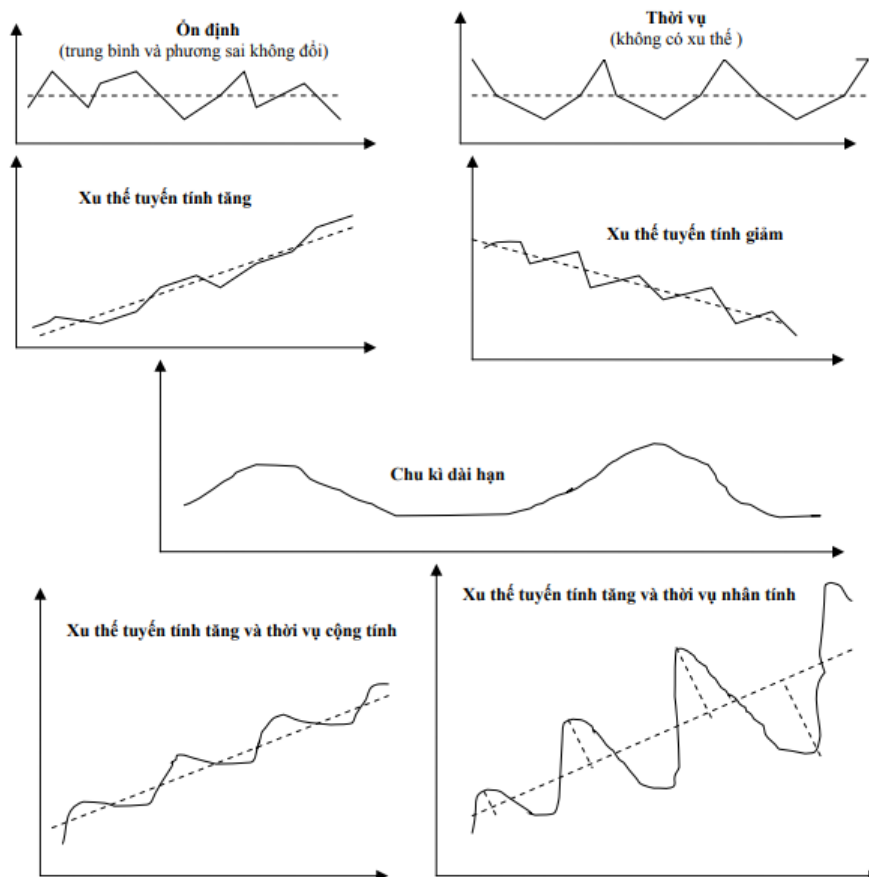 Ổn định
(trung bình và phương sai không đổi)
Thời vụ
(không có xu thế )
Xu thế tuyến tính tăng
Xu thế tuyến tính giảm
Chu kì dài hạn
Xu thế tuyến tính tăng và thời vụ cộng tính
Xu thế tuyến tính tăng và thời vụ nhân tính